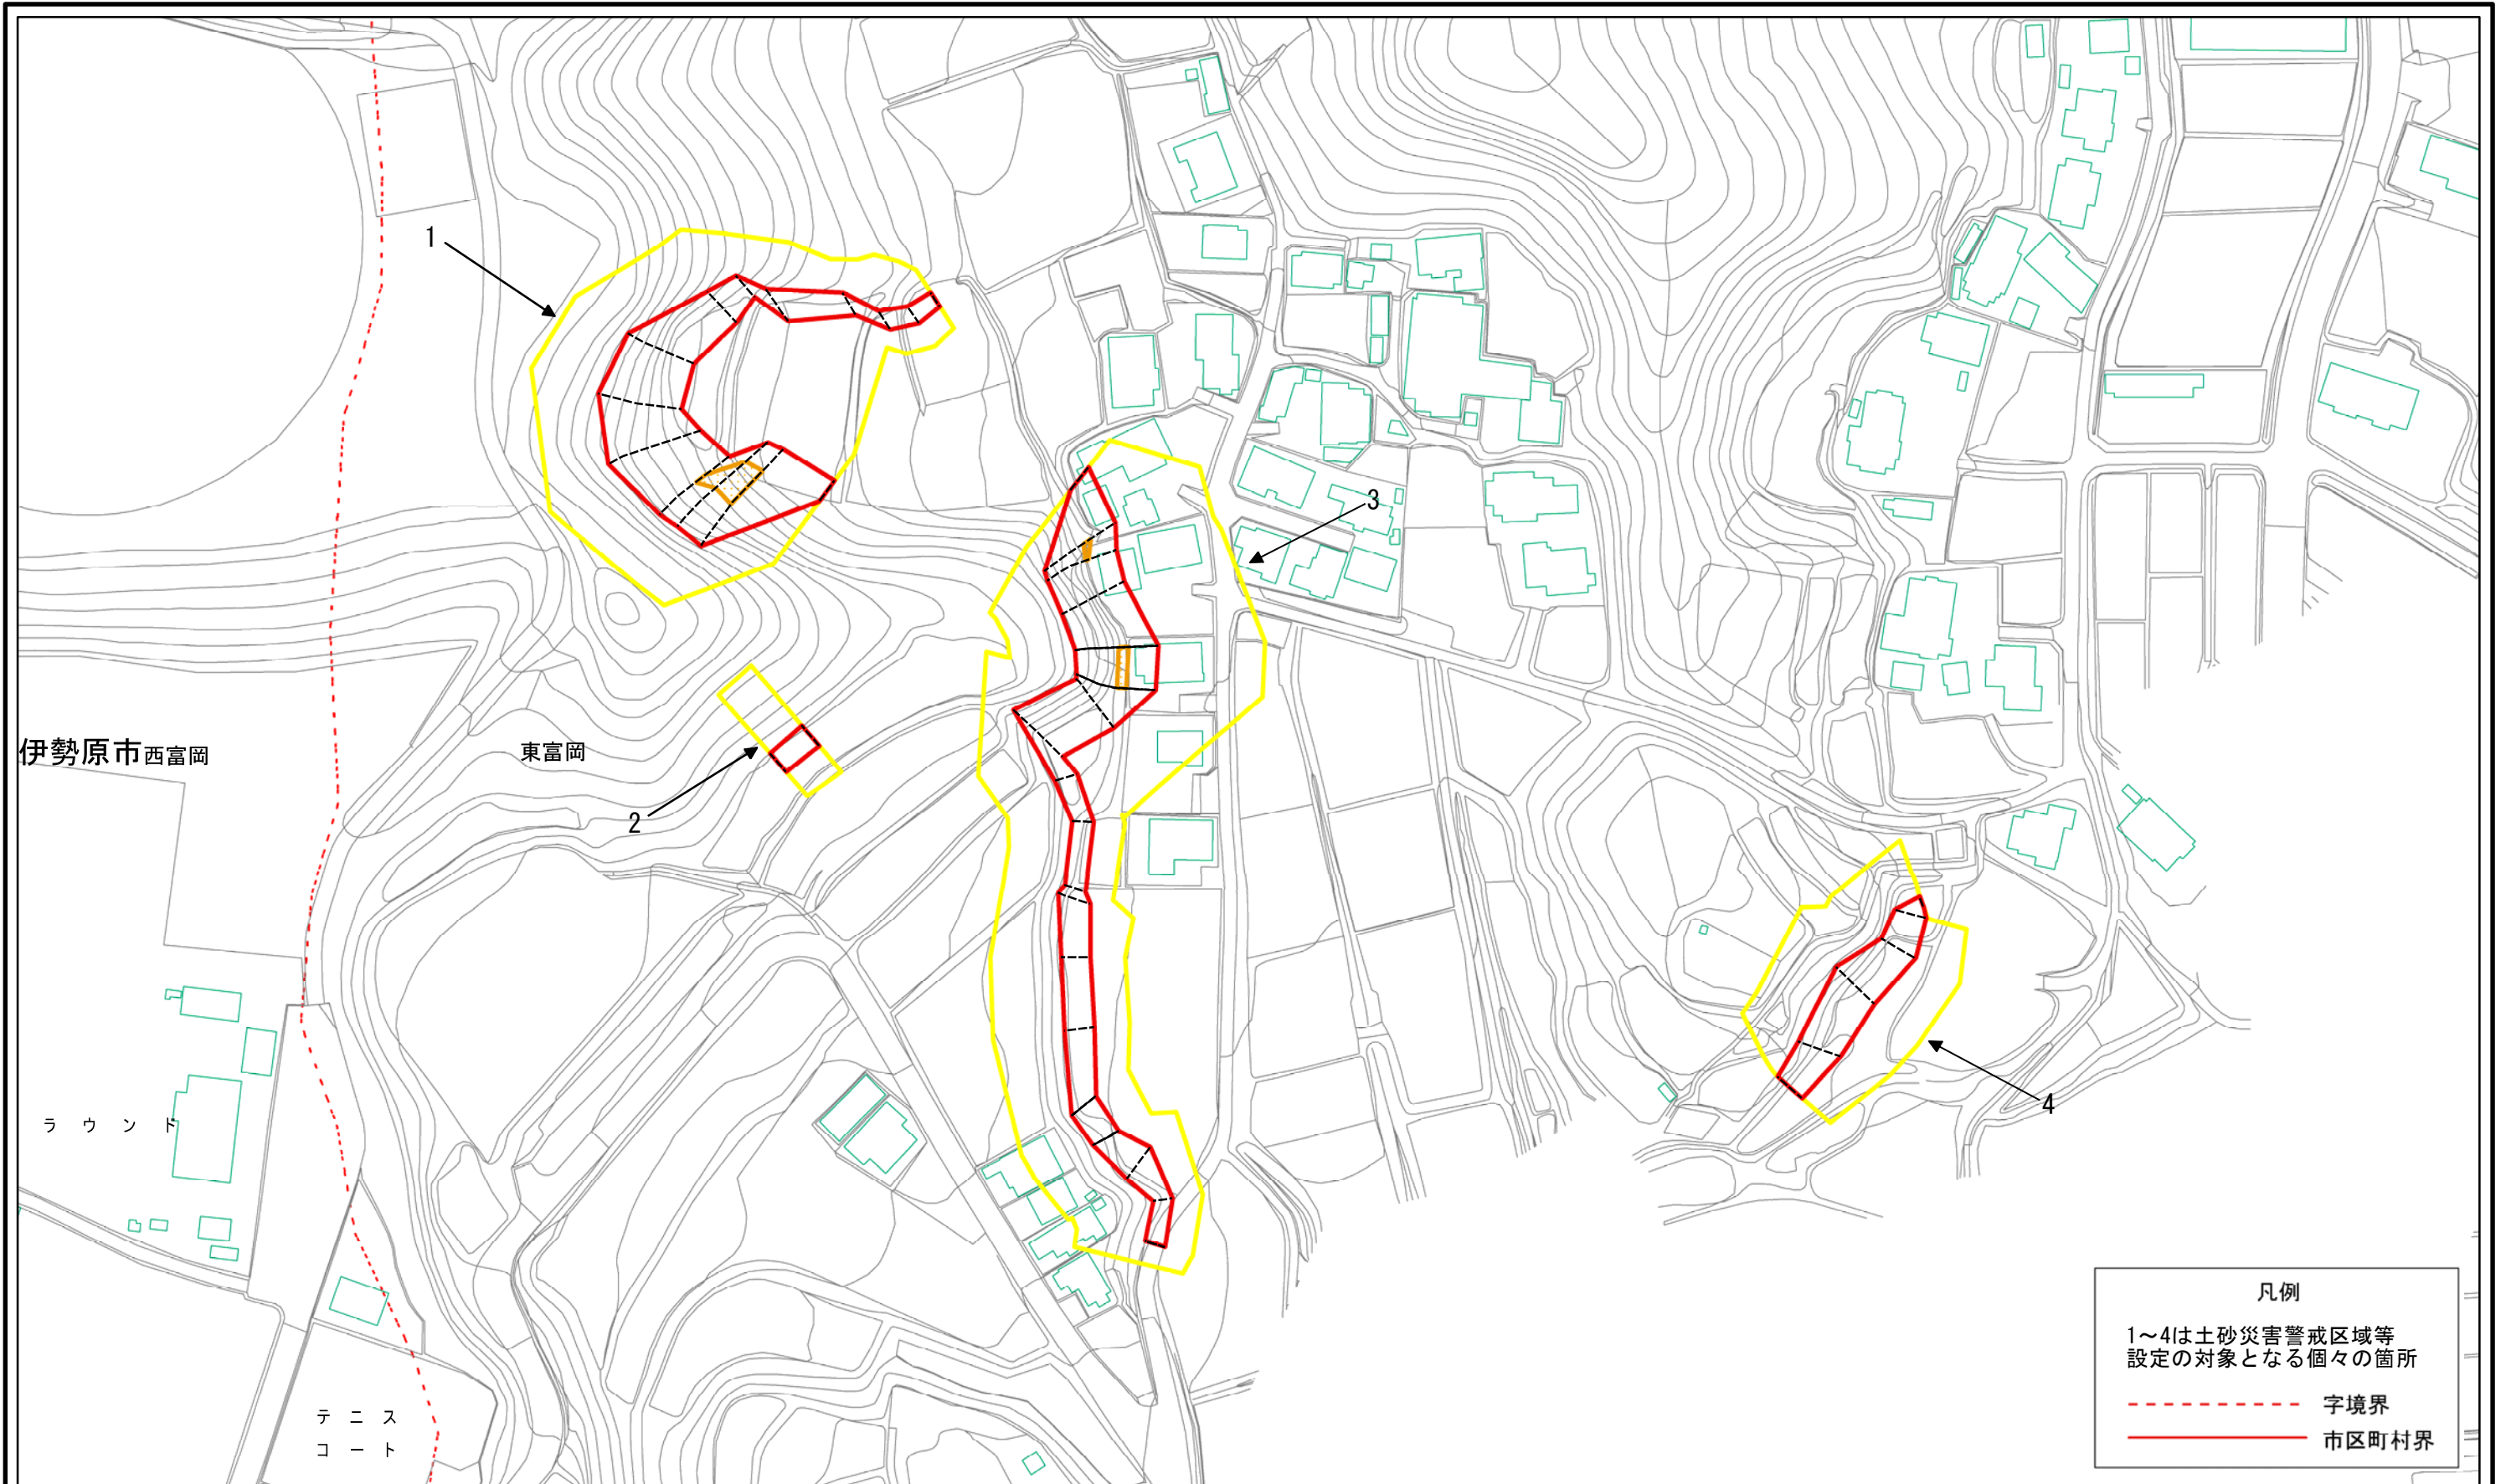 1
3
伊勢原市西富岡
東富岡
2
4
ラウンド
テニス
コート
凡例
1~4は土砂災害警戒区域等
設定の対象となる個々の箇所
字境界
市区町村界